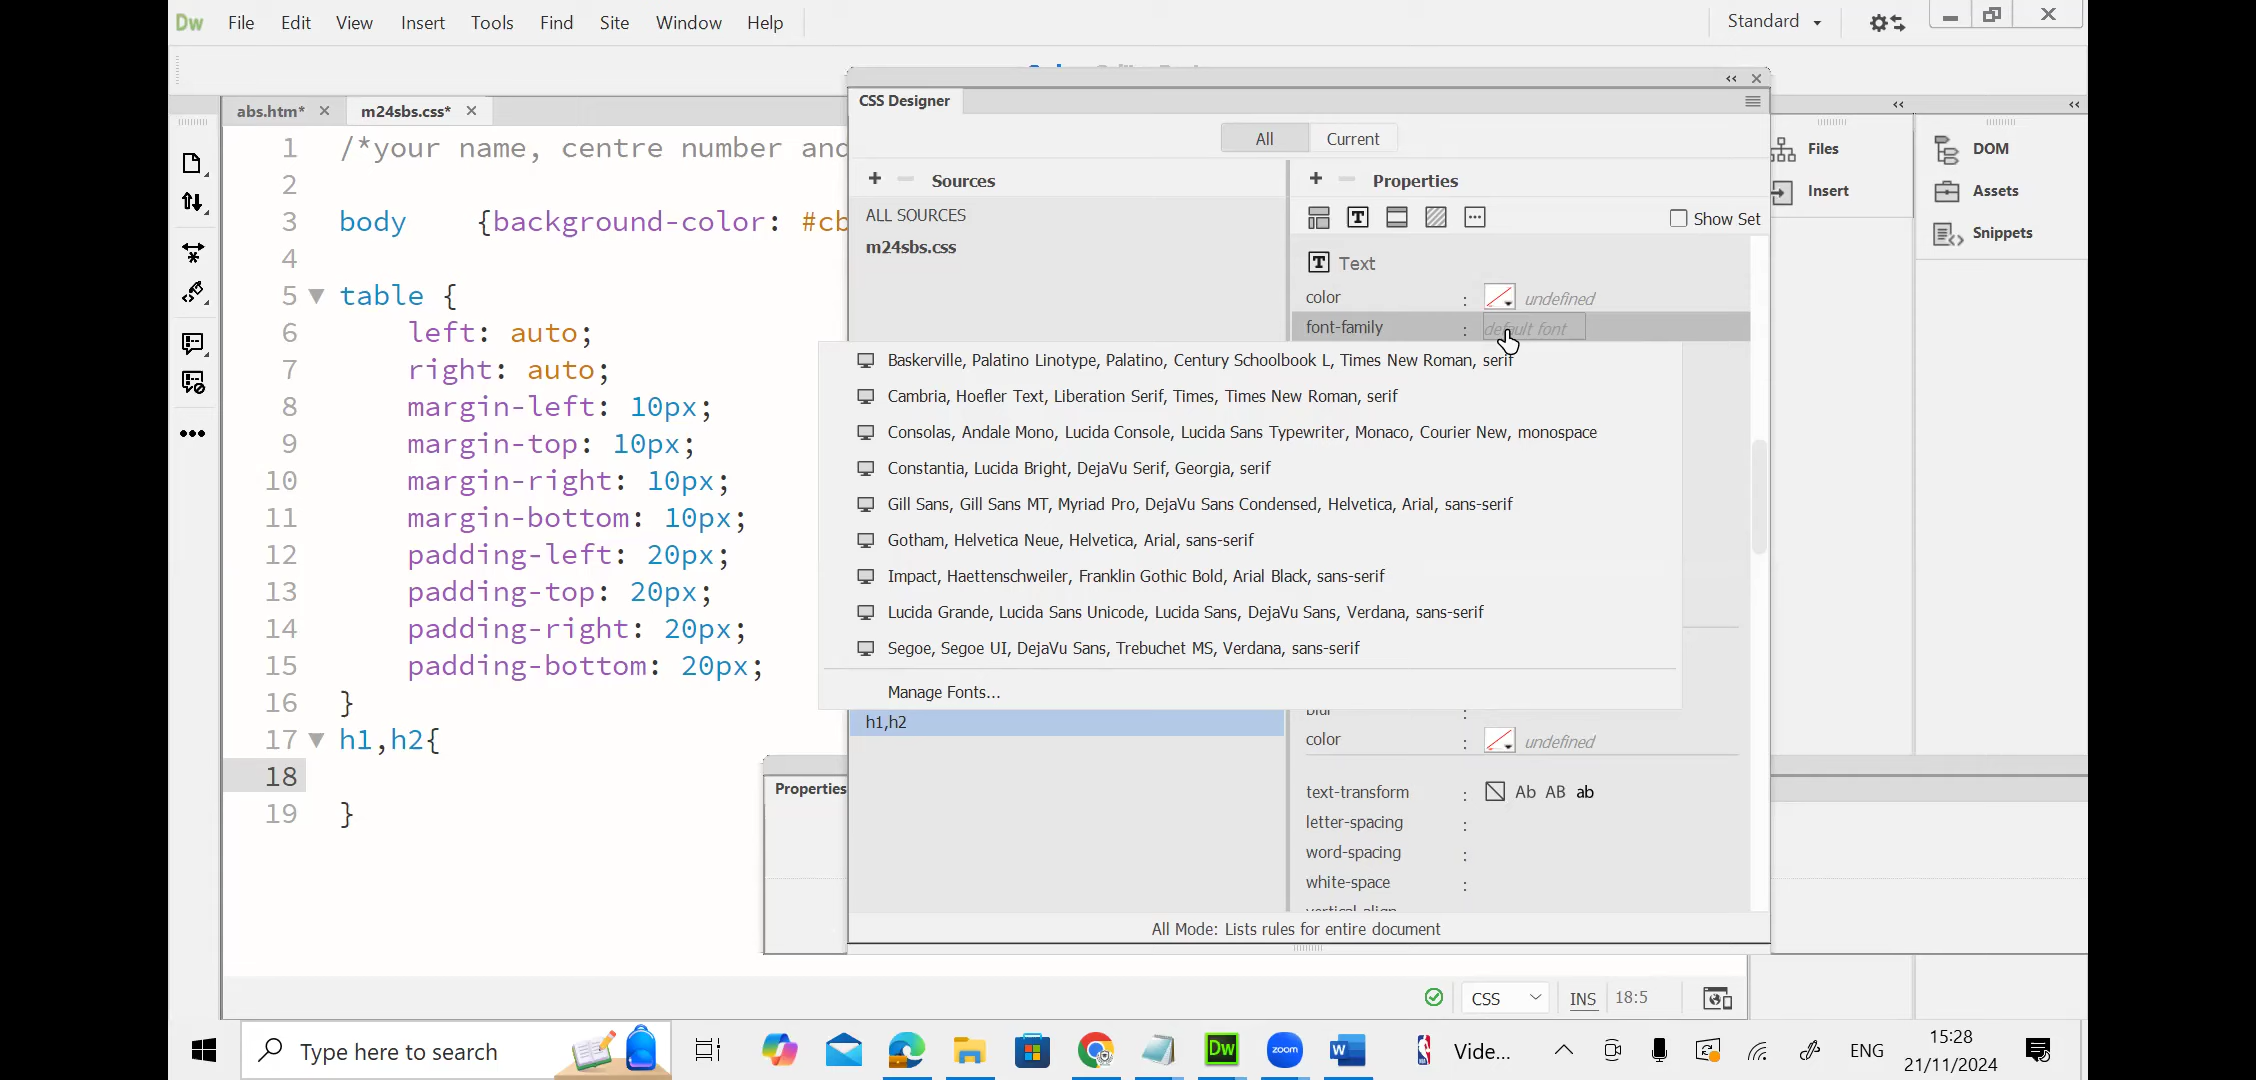 Dw File Edit View Insert Tools Find Site Window Help
Standard
abs.htm* m24sbs.css*
1 /*your name, centre number and
2
3 body {background-color: #cb
4
5 table {
6 left: auto;
7 right: auto;
8 margin-left: 10px;
9 margin-top: 10px;
10 margin-right: 10px;
11 margin-bottom: 10px;
12 padding-left: 20px;
13 padding-top: 20px;
14 padding-right: 20px;
15 padding-bottom: 20px;
16 }
17 h1,h2{
18
19 }
CSS Designer
All Current
+ Sources
ALL SOURCES
m24sbs.css
+ Properties
Show Set
Text
color : undefined
font-family : default font
Baskerville, Palatino Linotype, Palatino, Century Schoolbook L, Times New Roman, serif
Cambria, Hoefler Text, Liberation Serif, Times, Times New Roman, serif
Consolas, Andale Mono, Lucida Console, Lucida Sans Typewriter, Monaco, Courier New, monospace
Constantia, Lucida Bright, DejaVu Serif, Georgia, serif
Gill Sans, Gill Sans MT, Myriad Pro, DejaVu Sans Condensed, Helvetica, Arial, sans-serif
Gotham, Helvetica Neue, Helvetica, Arial, sans-serif
Impact, Haettenschweiler, Franklin Gothic Bold, Arial Black, sans-serif
Lucida Grande, Lucida Sans Unicode, Lucida Sans, DejaVu Sans, Verdana, sans-serif
Segoe, Segoe UI, DejaVu Sans, Trebuchet MS, Verdana, sans-serif
Manage Fonts...
h1,h2
blur :
color : undefined
text-transform : Ab AB ab
letter-spacing :
word-spacing :
white-space :
vertical-align
All Mode: Lists rules for entire document
Properties
Files
Insert
DOM
Assets
Snippets
CSS INS 18:5
Type here to search
Dw zoom W Vide... ENG
15:28
21/11/2024